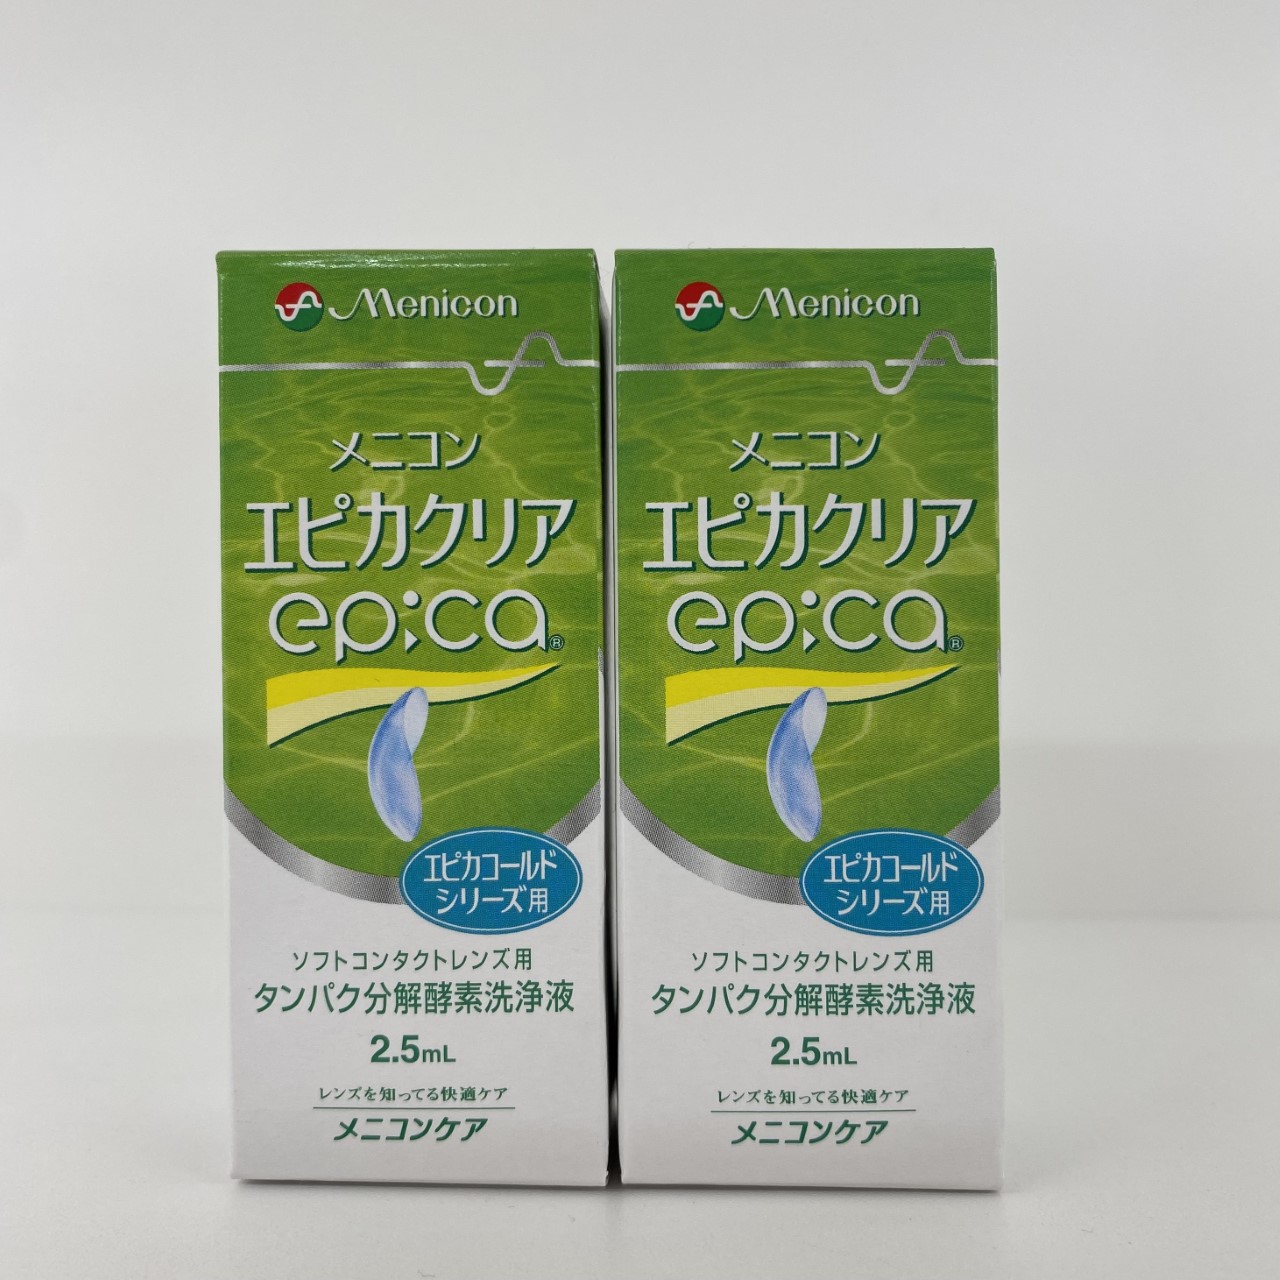 Menicon
メニコン
エピカクリア
epica®
エピカコールド
シリーズ用
ソフトコンタクトレンズ用
タンパク分解酵素洗浄液
2.5mL
レンズを知ってる快適ケア
メニコンケア
Menicon
メニコン
エピカクリア
epica®
エピカコールド
シリーズ用
ソフトコンタクトレンズ用
タンパク分解酵素洗浄液
2.5mL
レンズを知ってる快適ケア
メニコンケア